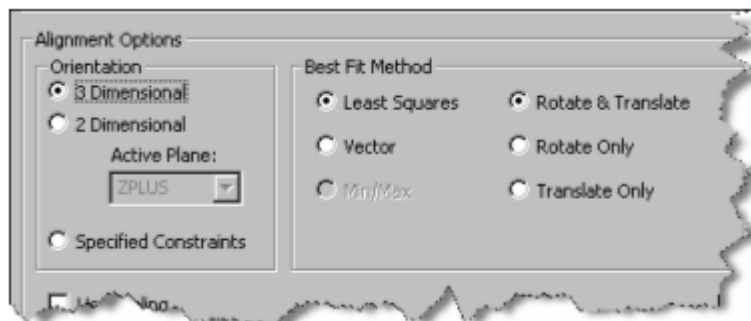 Alignment Options
Orientation
3 Dimensional
2 Dimensional
Active Plane:
ZPLUS
Specified Constraints
Best Fit Method
Least Squares
Rotate & Translate
Vector
Rotate Only
Min/Max
Translate Only